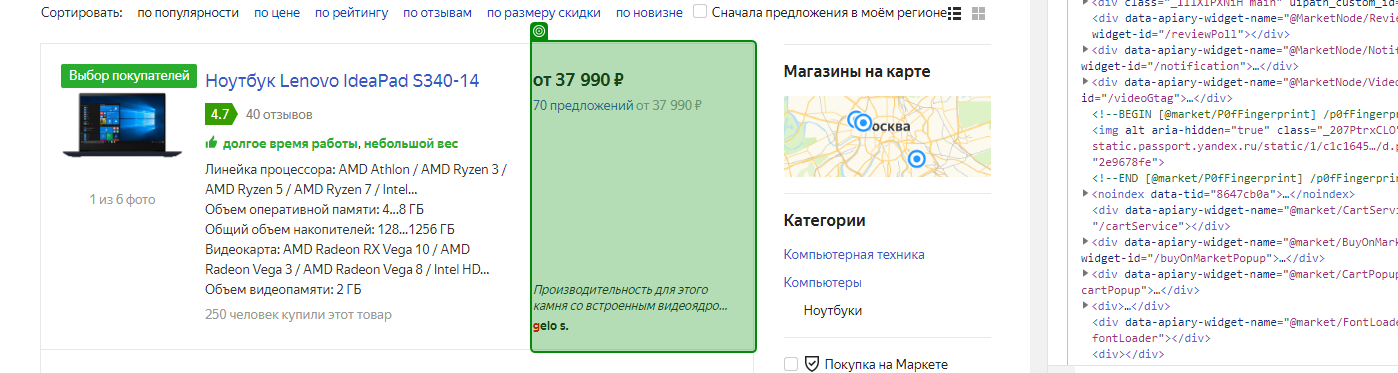 Сортировать: по популярности по цене по рейтингу по отзывам по размеру скидки по новизне Сначала предложения в моём регионе
Выбор покупателей
Ноутбук Lenovo IdeaPad S340-14
4.7 40 отзывов
долгое время работы, небольшой вес
Линейка процессора: AMD Athlon / AMD Ryzen 3 /
AMD Ryzen 5 / AMD Ryzen 7 / Intel...
Объем оперативной памяти: 4...8 ГБ
Общий объем накопителей: 128...1256 ГБ
Видеокарта: AMD Radeon RX Vega 10 / AMD
Radeon Vega 3 / AMD Radeon Vega 8 / Intel HD...
Объем видеопамяти: 2 ГБ
250 человек купили этот товар
1 из 6 фото
от 37 990 ₽
70 предложений от 37 990 ₽
Производительность для этого
камня со встроенным видеоядро...
gelo s.
Магазины на карте
Москва
Категории
Компьютерная техника
Компьютеры
Ноутбуки
Покупка на Маркете
<div data-apiary-widget-name="@MarketNode/Revie
widget-id="/reviewPoll"></div>
<div data-apiary-widget-name="@MarketNode/Notif
widget-id="/notification">…</div>
<div data-apiary-widget-name="@MarketNode/Video
id="/videoGtag">…</div>
<!--BEGIN [@market/P0fFingerprint] /p0fFingerpr
<img alt aria-hidden="true" class="_207PtrxCLO
static.passport.yandex.ru/static/1/c1c1645…/d.p
"2e9678fe">
<!--END [@market/P0fFingerprint] /p0fFingerprin
<noindex data-tid="8647cb0a">…</noindex>
<div data-apiary-widget-name="@market/CartServi
"/cartService"></div>
<div data-apiary-widget-name="@market/BuyOnMark
widget-id="/buyOnMarketPopup">…</div>
<div data-apiary-widget-name="@market/CartPopup
cartPopup">…</div>
<div>…</div>
<div data-apiary-widget-name="@market/FontLoade
fontLoader"></div>
<div></div>